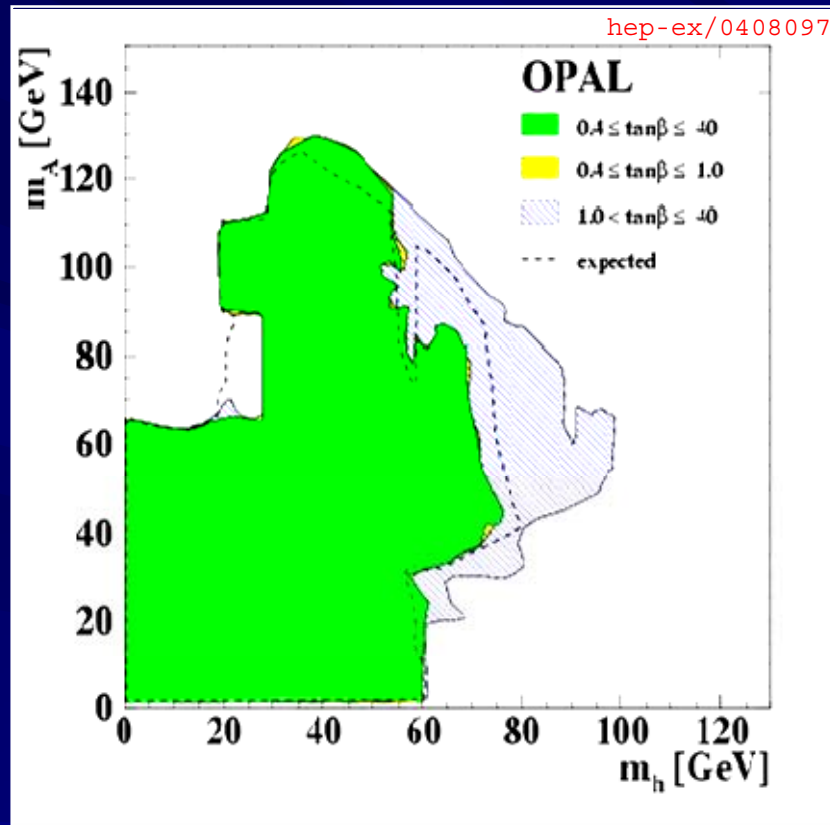 hep-ex/0408097
m_A [GeV]
OPAL
0.4 ≤ tanβ ≤ 40
0.4 ≤ tanβ ≤ 1.0
1.0 < tanβ ≤ 40
expected
140
120
100
80
60
40
20
0
0 20 40 60 80 100 120
m_h [GeV]